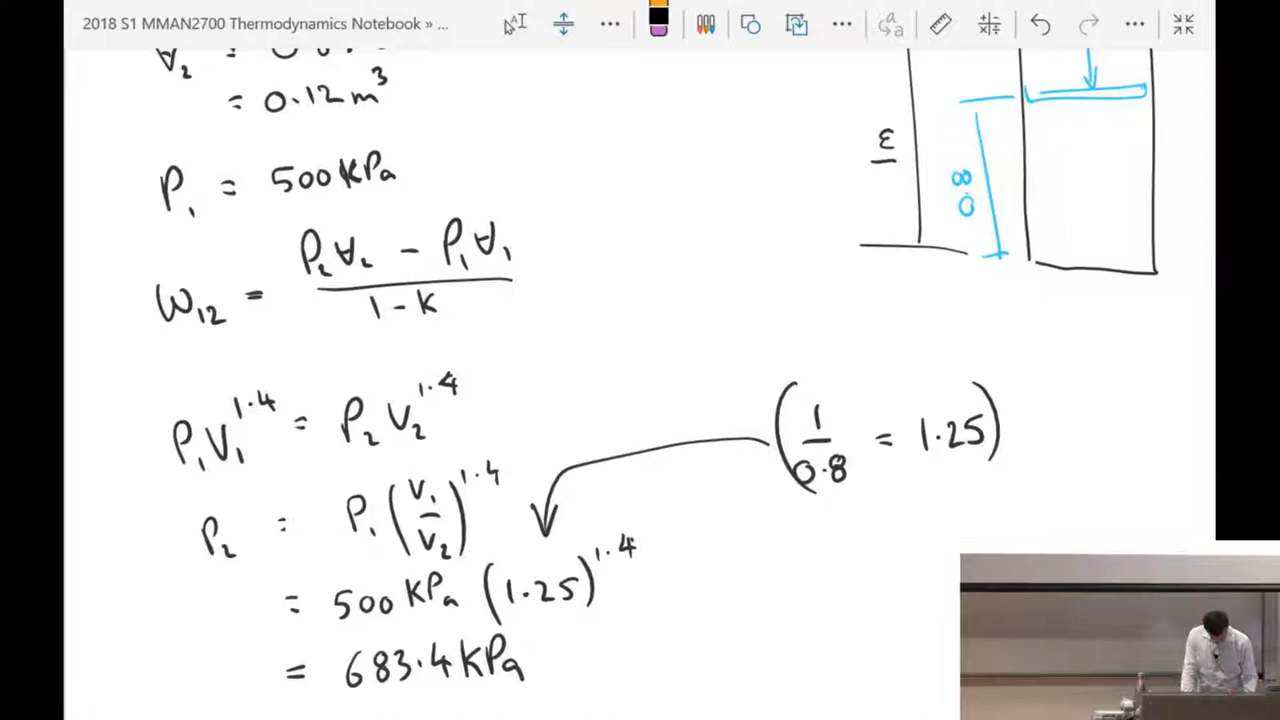 2018 S1 MMAN2700 Thermodynamics Notebook » ...
= 0.12 m³
P₁ = 500 kPa
W₁₂ = (P₂V₂ - P₁V₁) / (1 - k)
P₁V₁^1.4 = P₂V₂^1.4
(1/0.8 = 1.25)
P₂ = P₁(V₁/V₂)^1.4
= 500 kPa (1.25)^1.4
= 683.4 kPa
0.8